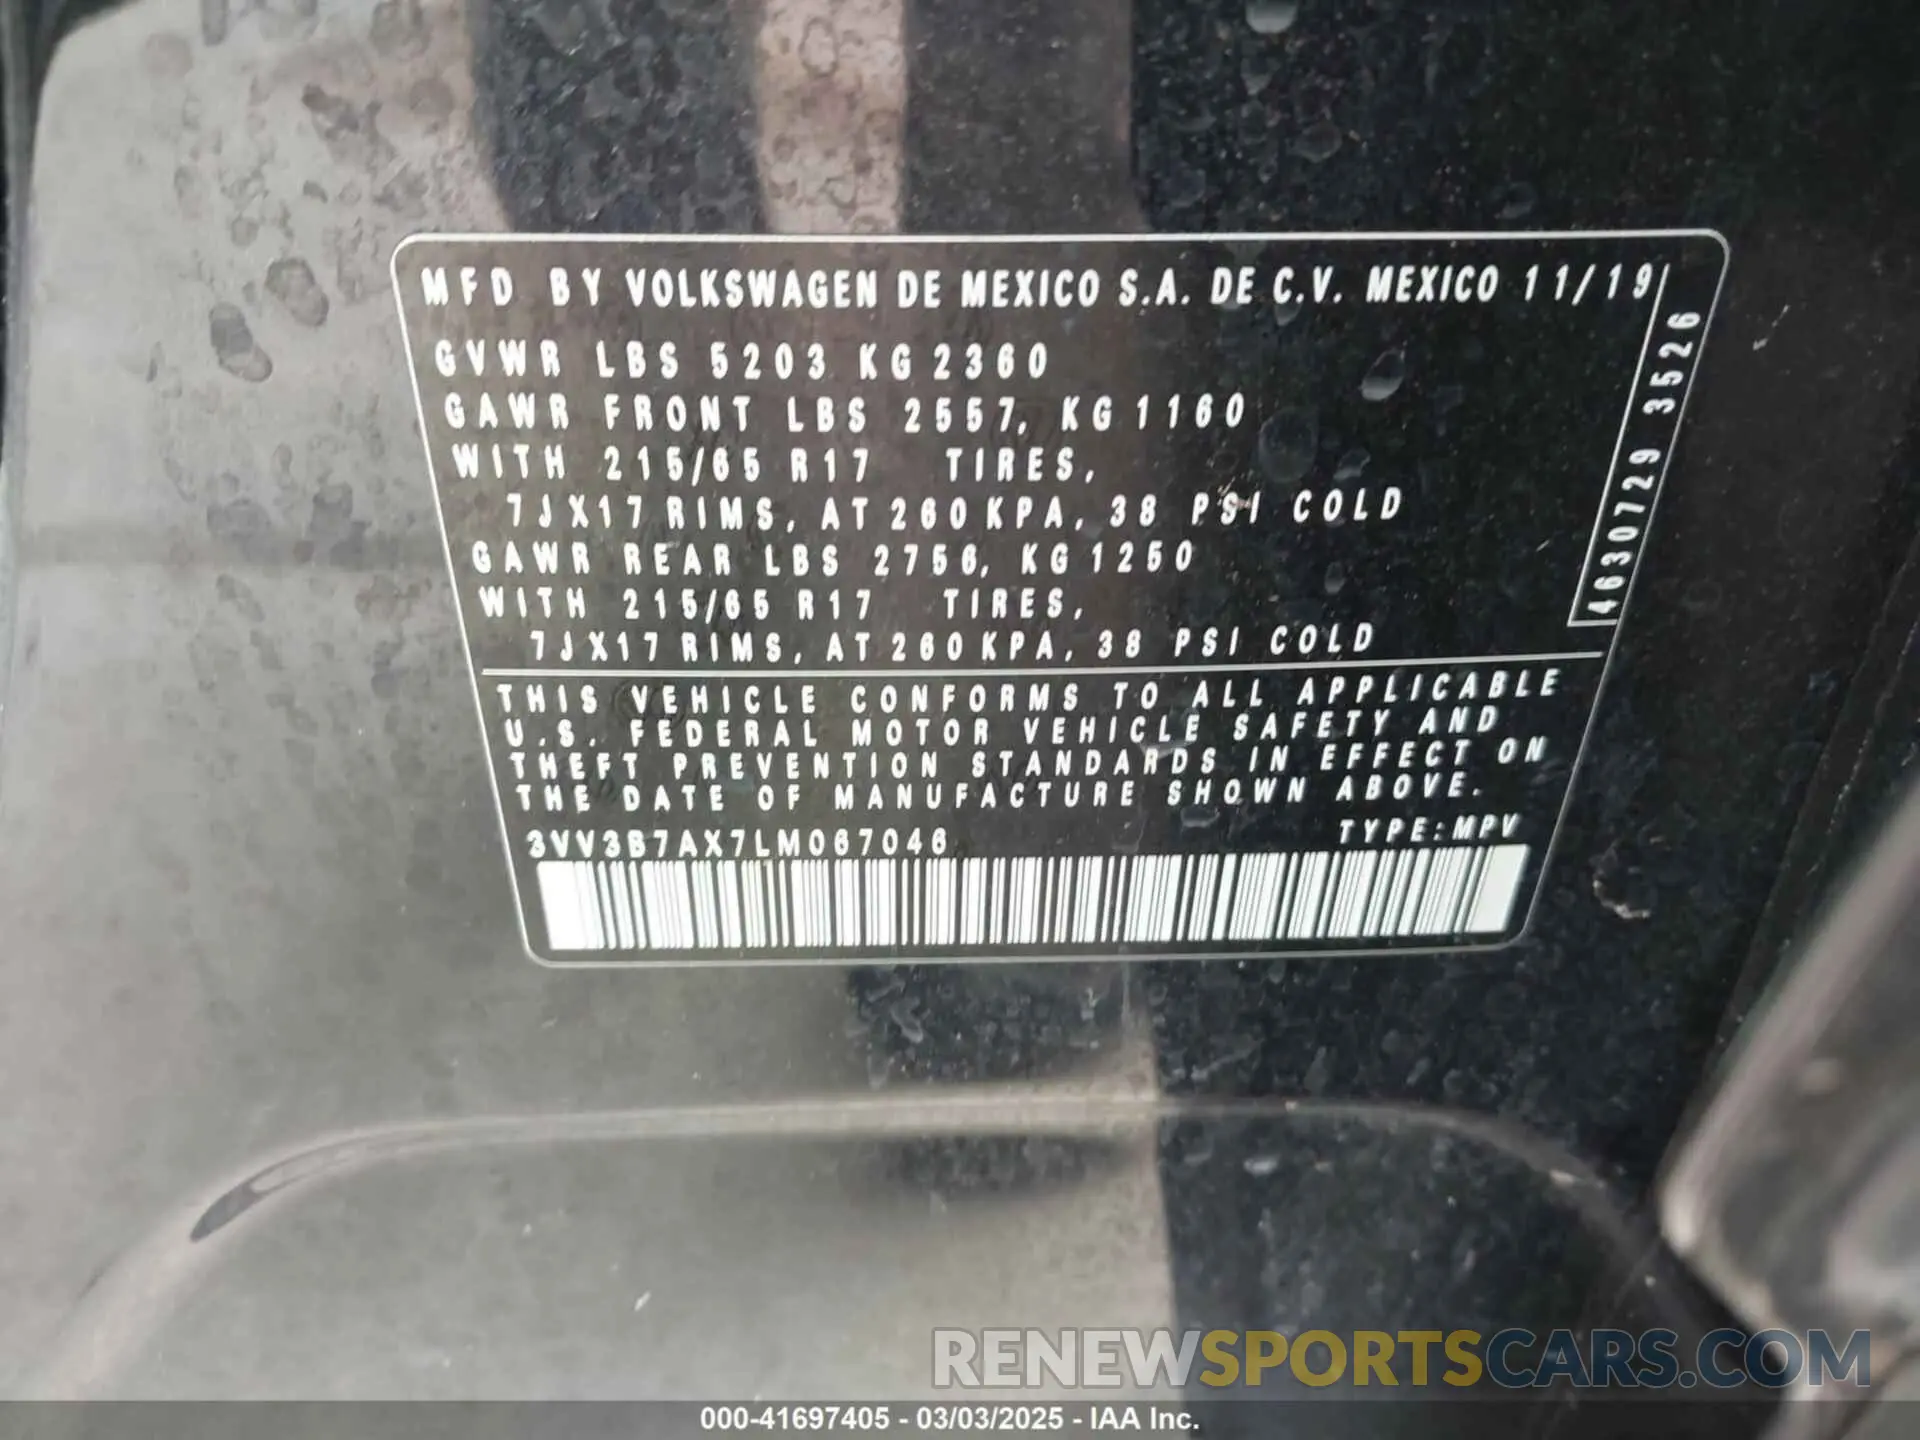 MFD BY VOLKSWAGEN DE MEXICO S.A. DE C.V. MEXICO 11/19
GVWR LBS 5203 KG 2360
GAWR FRONT LBS 2557, KG 1160
WITH 215/65 R17 TIRES,
7JX17 RIMS, AT 260 KPA, 38 PSI COLD
GAWR REAR LBS 2756, KG 1250
WITH 215/65 R17 TIRES,
7JX17 RIMS, AT 260 KPA, 38 PSI COLD
4630729 3526
THIS VEHICLE CONFORMS TO ALL APPLICABLE
U.S. FEDERAL MOTOR VEHICLE SAFETY AND
THEFT PREVENTION STANDARDS IN EFFECT ON
THE DATE OF MANUFACTURE SHOWN ABOVE.
3VV3B7AX7LM067046 TYPE:MPV
RENEWSPORTSCARS.COM
000-41697405 - 03/03/2025 - IAA Inc.